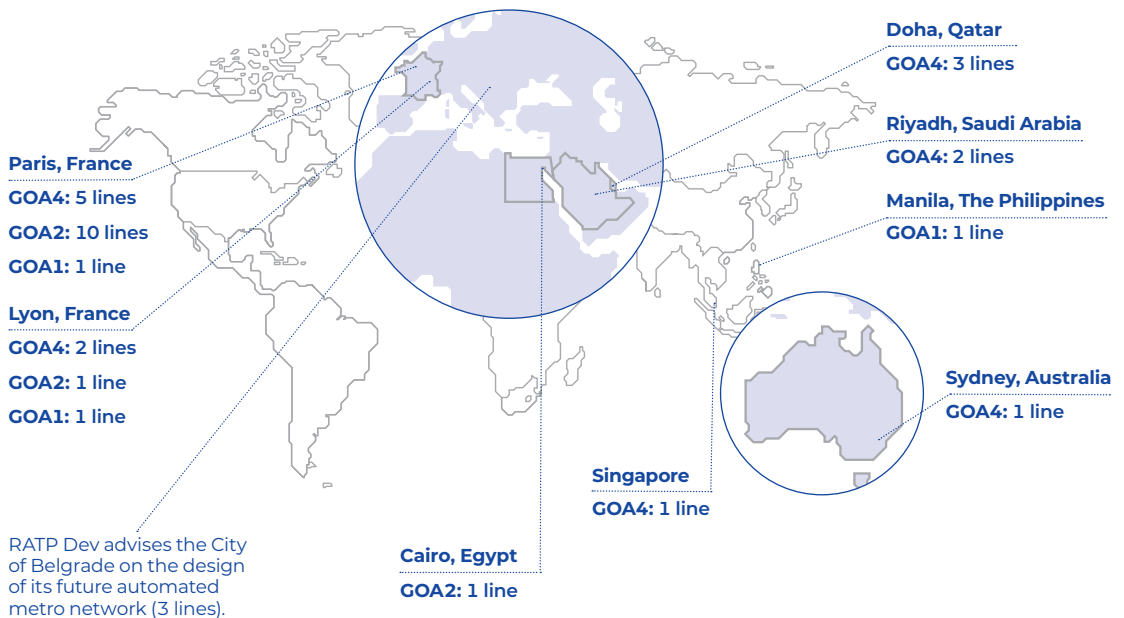 Paris, France
GOA4: 5 lines
GOA2: 10 lines
GOA1: 1 line
Lyon, France
GOA4: 2 lines
GOA2: 1 line
GOA1: 1 line
RATP Dev advises the City
of Belgrade on the design
of its future automated
metro network (3 lines).
Cairo, Egypt
GOA2: 1 line
Singapore
GOA4: 1 line
Doha, Qatar
GOA4: 3 lines
Riyadh, Saudi Arabia
GOA4: 2 lines
Manila, The Philippines
GOA1: 1 line
Sydney, Australia
GOA4: 1 line